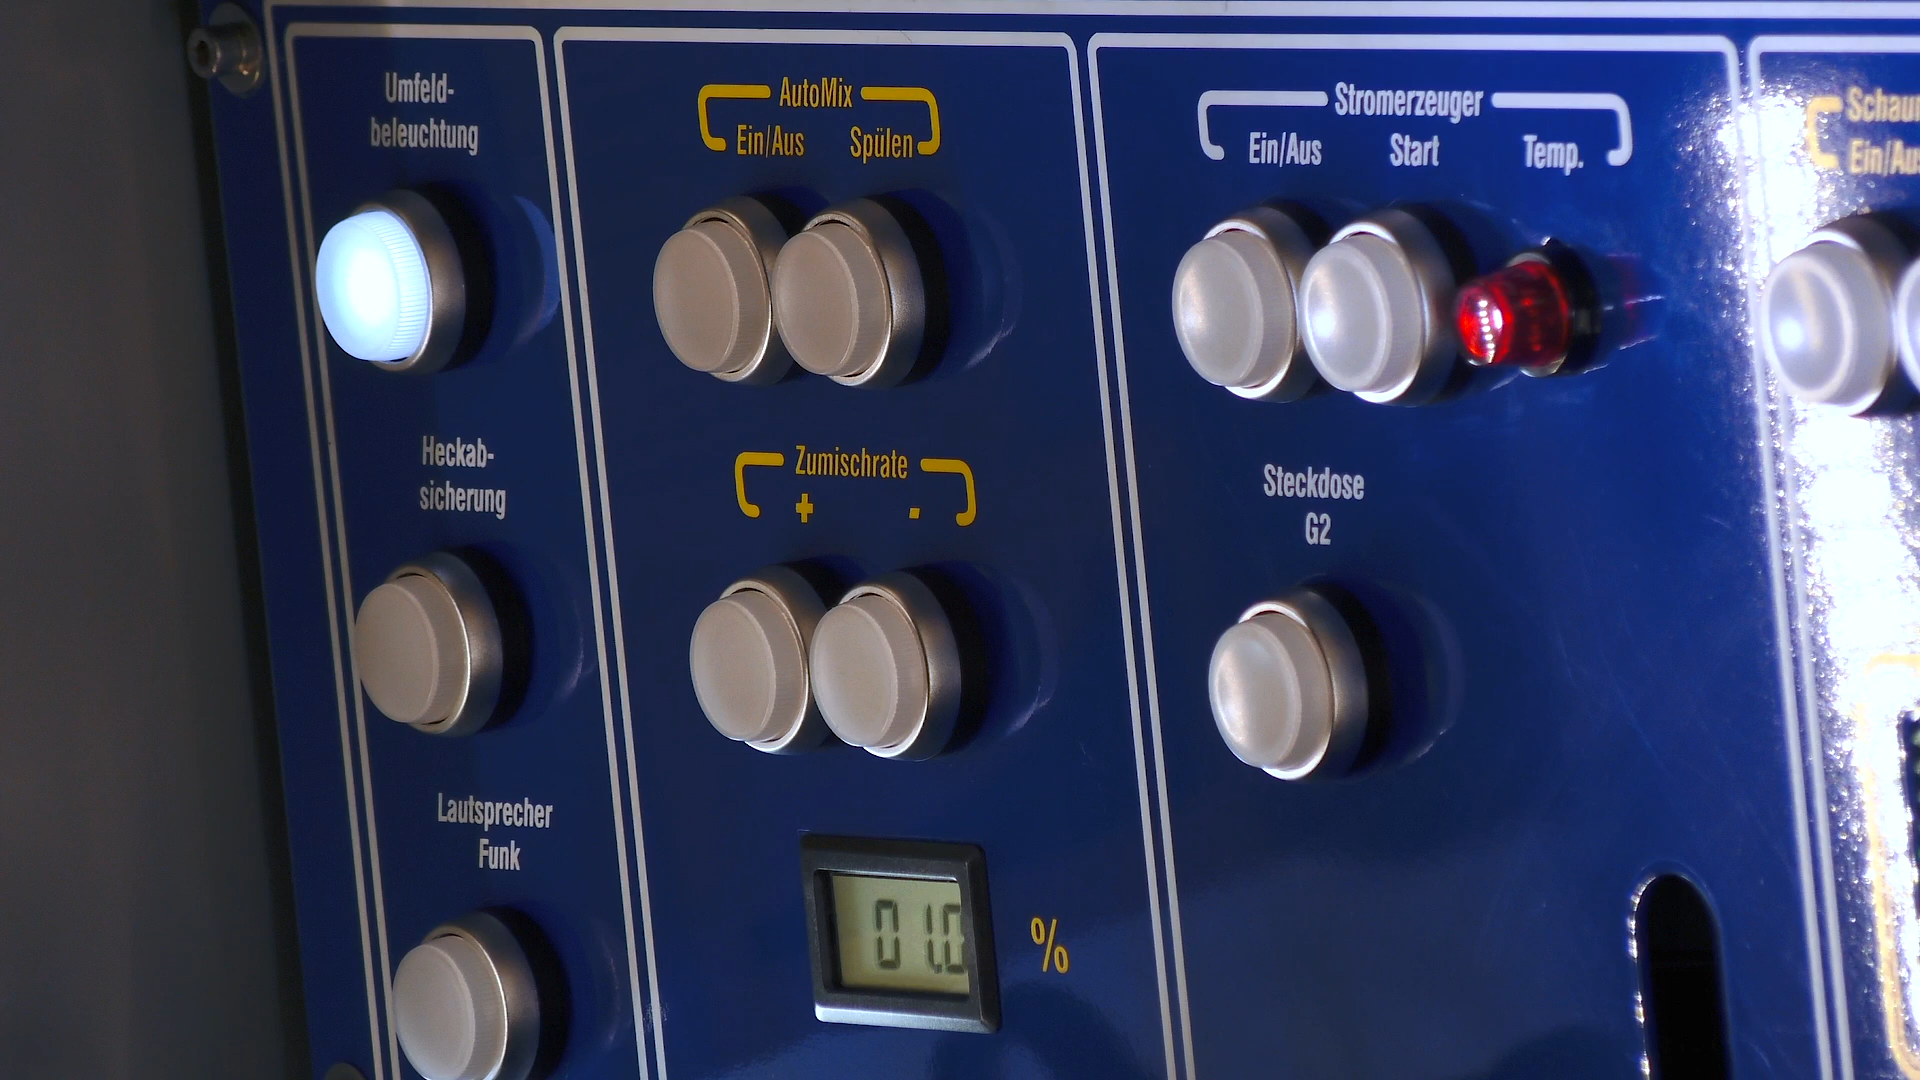 Umfeld-
beleuchtung
Heckab-
sicherung
Lautsprecher
Funk
AutoMix
Ein/Aus Spülen
Zumischrate
+ -
01.0 %
Stromerzeuger
Ein/Aus Start Temp.
Steckdose
G2
Ein/Aus